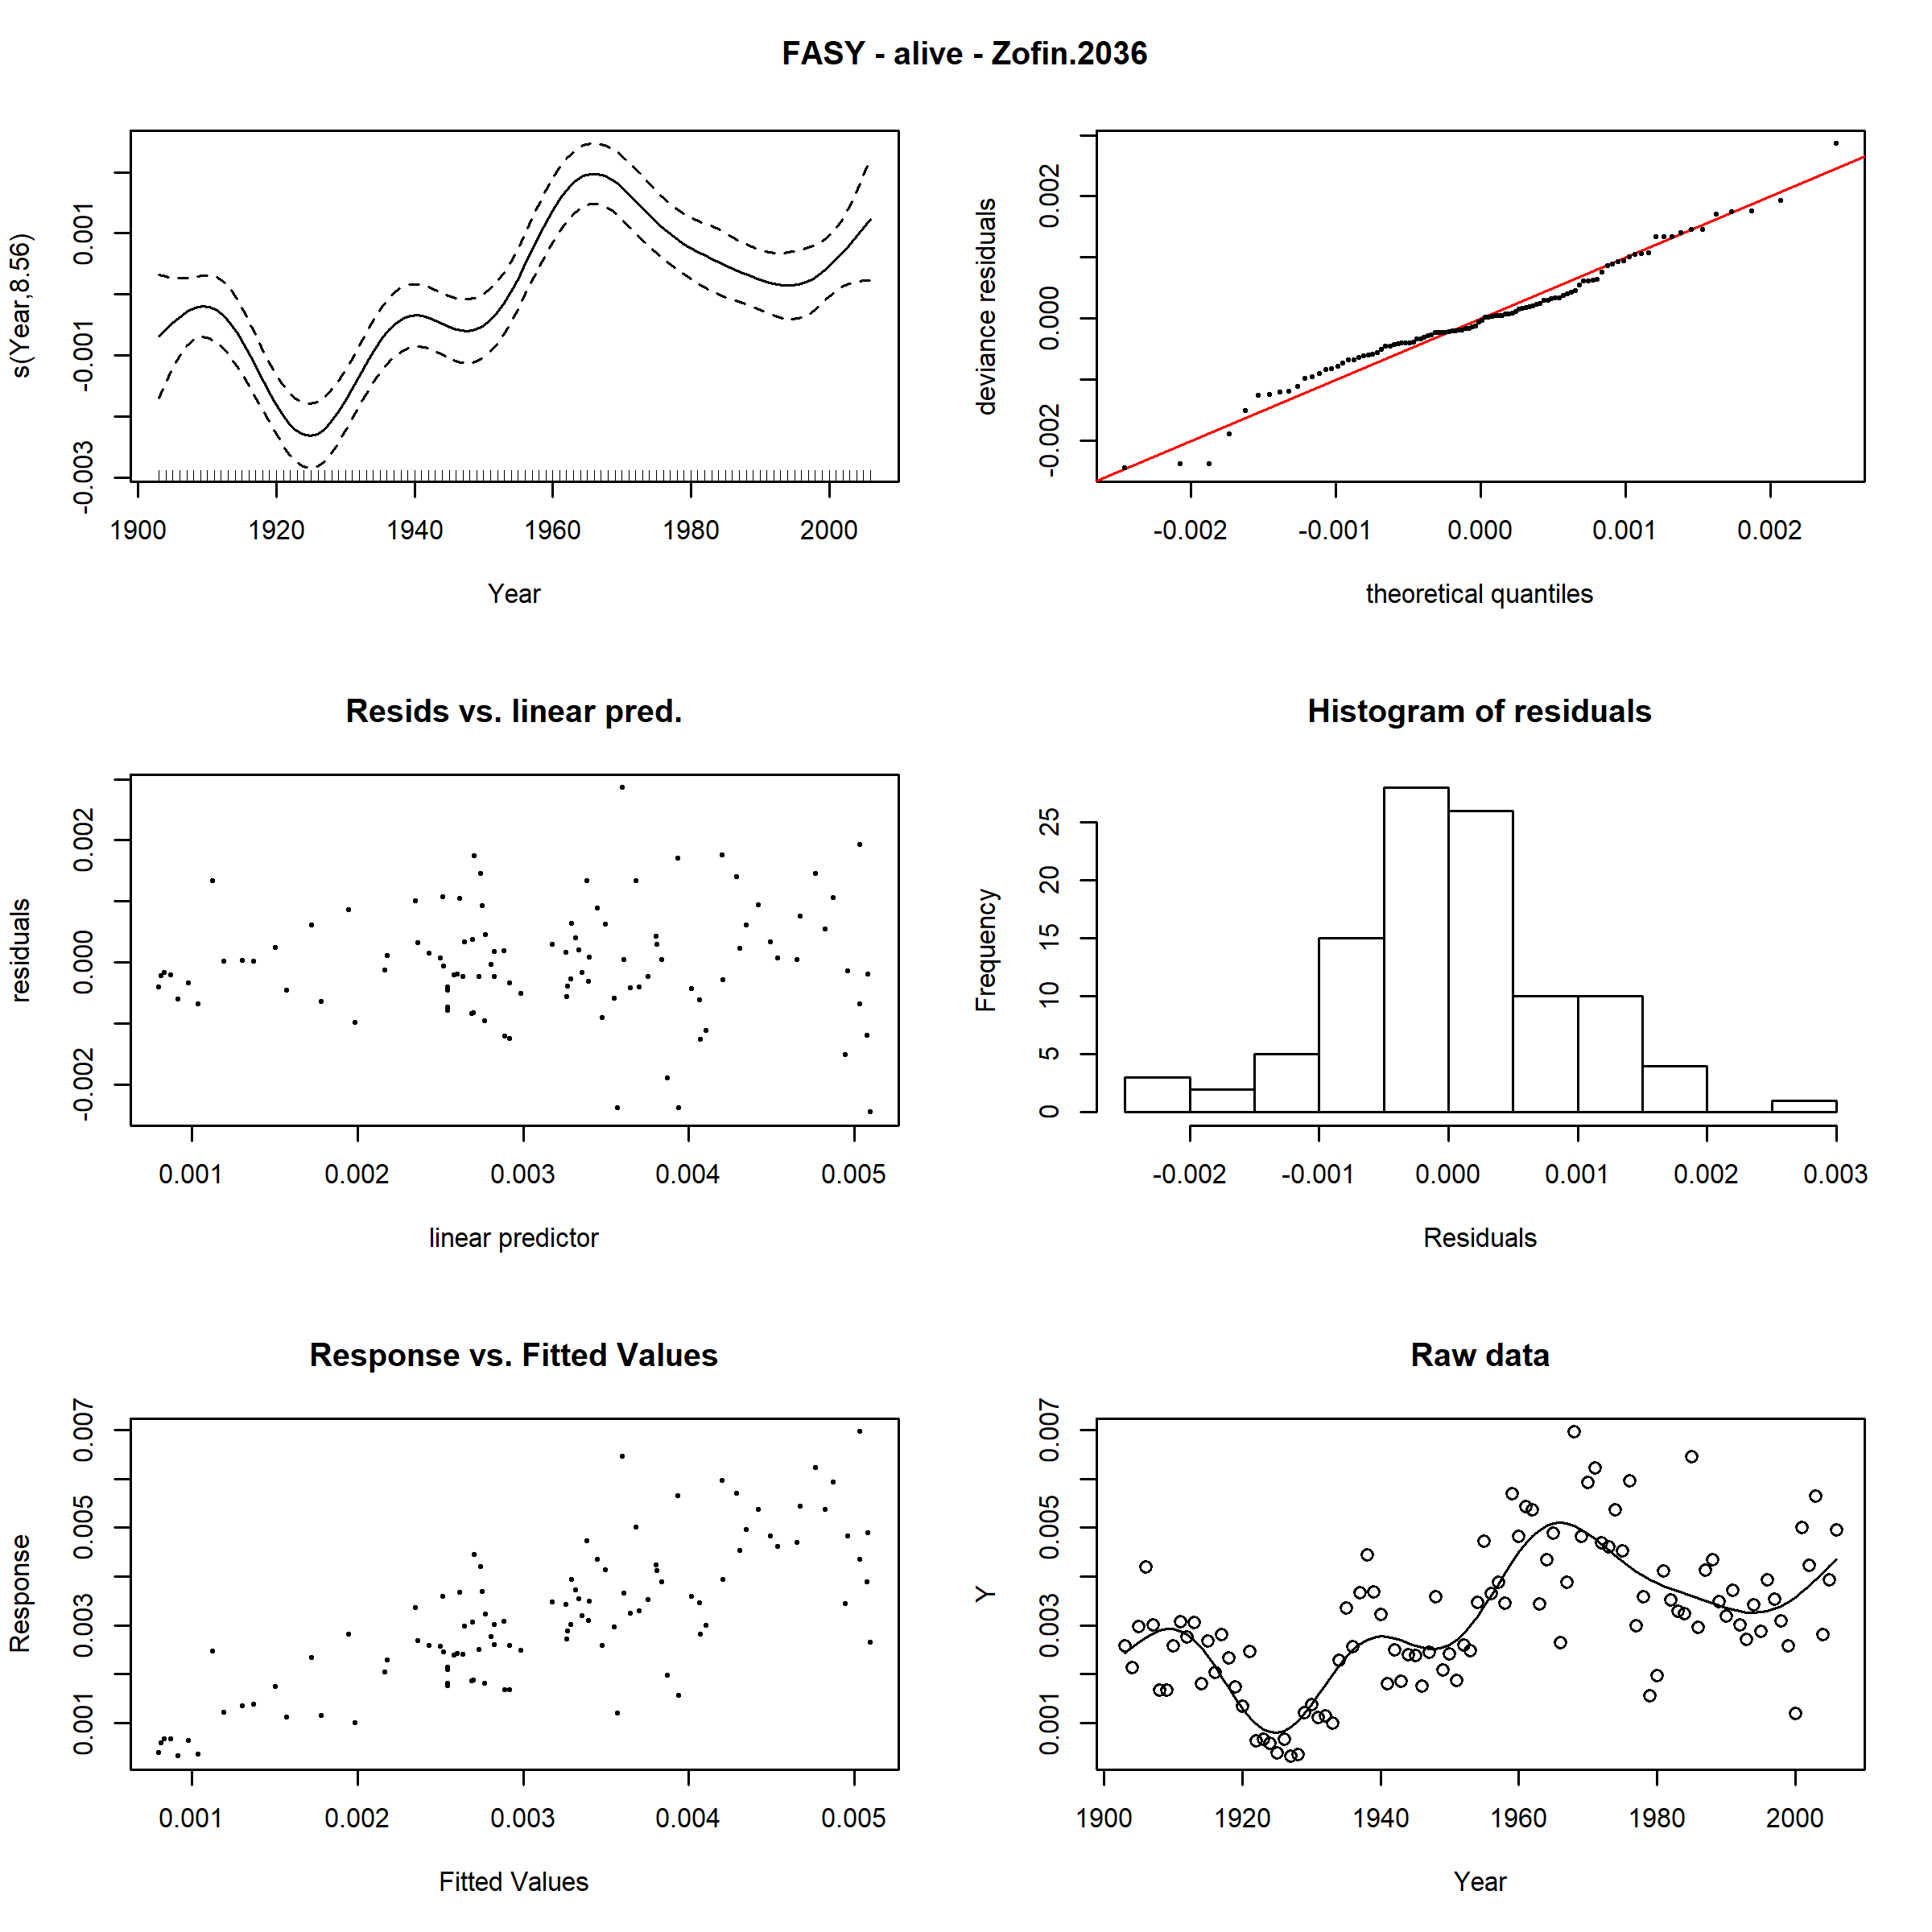 FASY - alive - Zofin.2036
s(Year,8.56)
-0.003 -0.001 0.001
1900 1920 1940 1960 1980 2000
Year
deviance residuals
-0.002 0.000 0.002
-0.002 -0.001 0.000 0.001 0.002
theoretical quantiles
Resids vs. linear pred.
residuals
-0.002 0.000 0.002
0.001 0.002 0.003 0.004 0.005
linear predictor
Histogram of residuals
Frequency
0 5 10 15 20 25
-0.002 -0.001 0.000 0.001 0.002 0.003
Residuals
Response vs. Fitted Values
Response
0.001 0.003 0.005 0.007
0.001 0.002 0.003 0.004 0.005
Fitted Values
Raw data
Y
0.001 0.003 0.005 0.007
1900 1920 1940 1960 1980 2000
Year